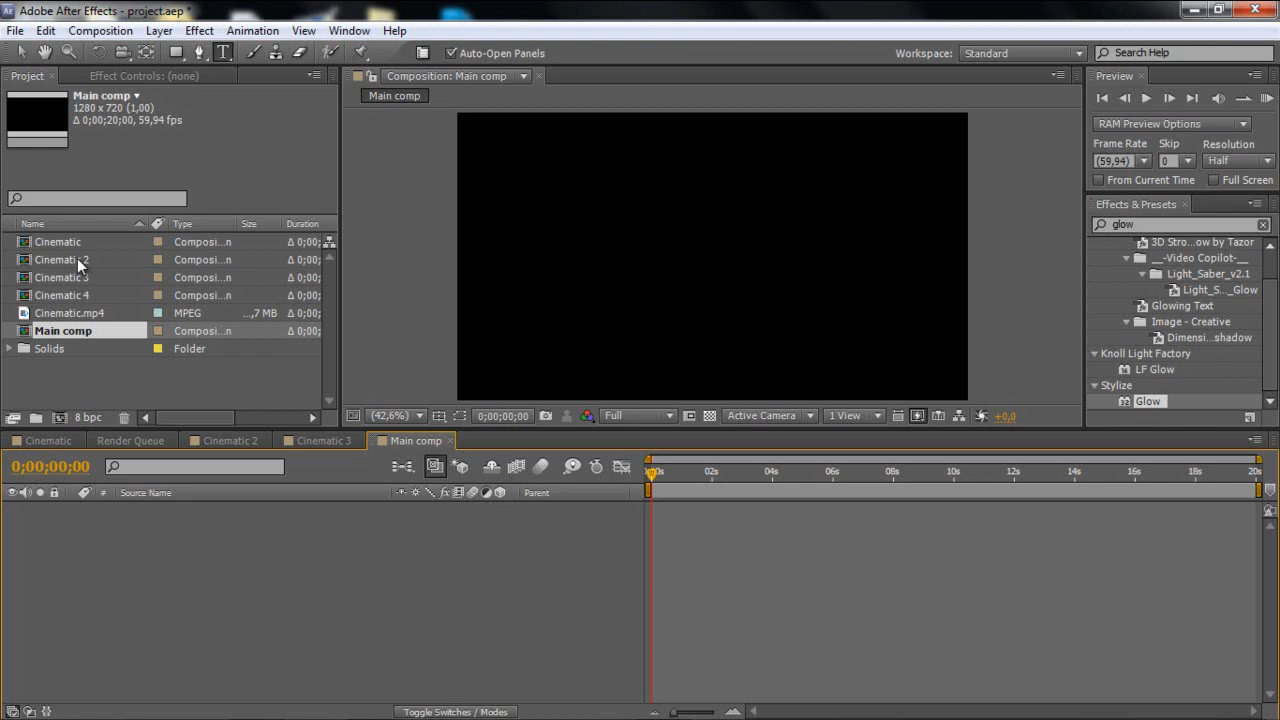 Adobe After Effects - project.aep *
File Edit Composition Layer Effect Animation View Window Help
Auto-Open Panels Workspace: Standard Search Help
Project Effect Controls: (none) Composition: Main comp Preview
Main comp
1280 x 720 (1,00)
Δ 0;00;20;00, 59,94 fps
Main comp
RAM Preview Options
Frame Rate Skip Resolution
(59,94) 0 Half
From Current Time Full Screen
Effects & Presets
glow
Name Type Size Duration
Cinematic Composi...n Δ 0;00;
Cinematic 2 Composi...n Δ 0;00;
Cinematic 3 Composi...n Δ 0;00;
Cinematic 4 Composi...n Δ 0;00;
Cinematic.mp4 MPEG ...,7 MB Δ 0;00;
Main comp Composi...n Δ 0;00;
Solids Folder
3D Stro...ow by Tazor
__-Video Copilot-__
Light_Saber_v2.1
Light_S..._Glow
Glowing Text
Image - Creative
Dimensi...shadow
Knoll Light Factory
LF Glow
Stylize
32 Glow
8 bpc
(42,6%) 0;00;00;00 Full Active Camera 1 View +0,0
Cinematic Render Queue Cinematic 2 Cinematic 3 Main comp
0;00;00;00
02s 04s 06s 08s 10s 12s 14s 16s 18s 20s
# Source Name Parent
Toggle Switches / Modes